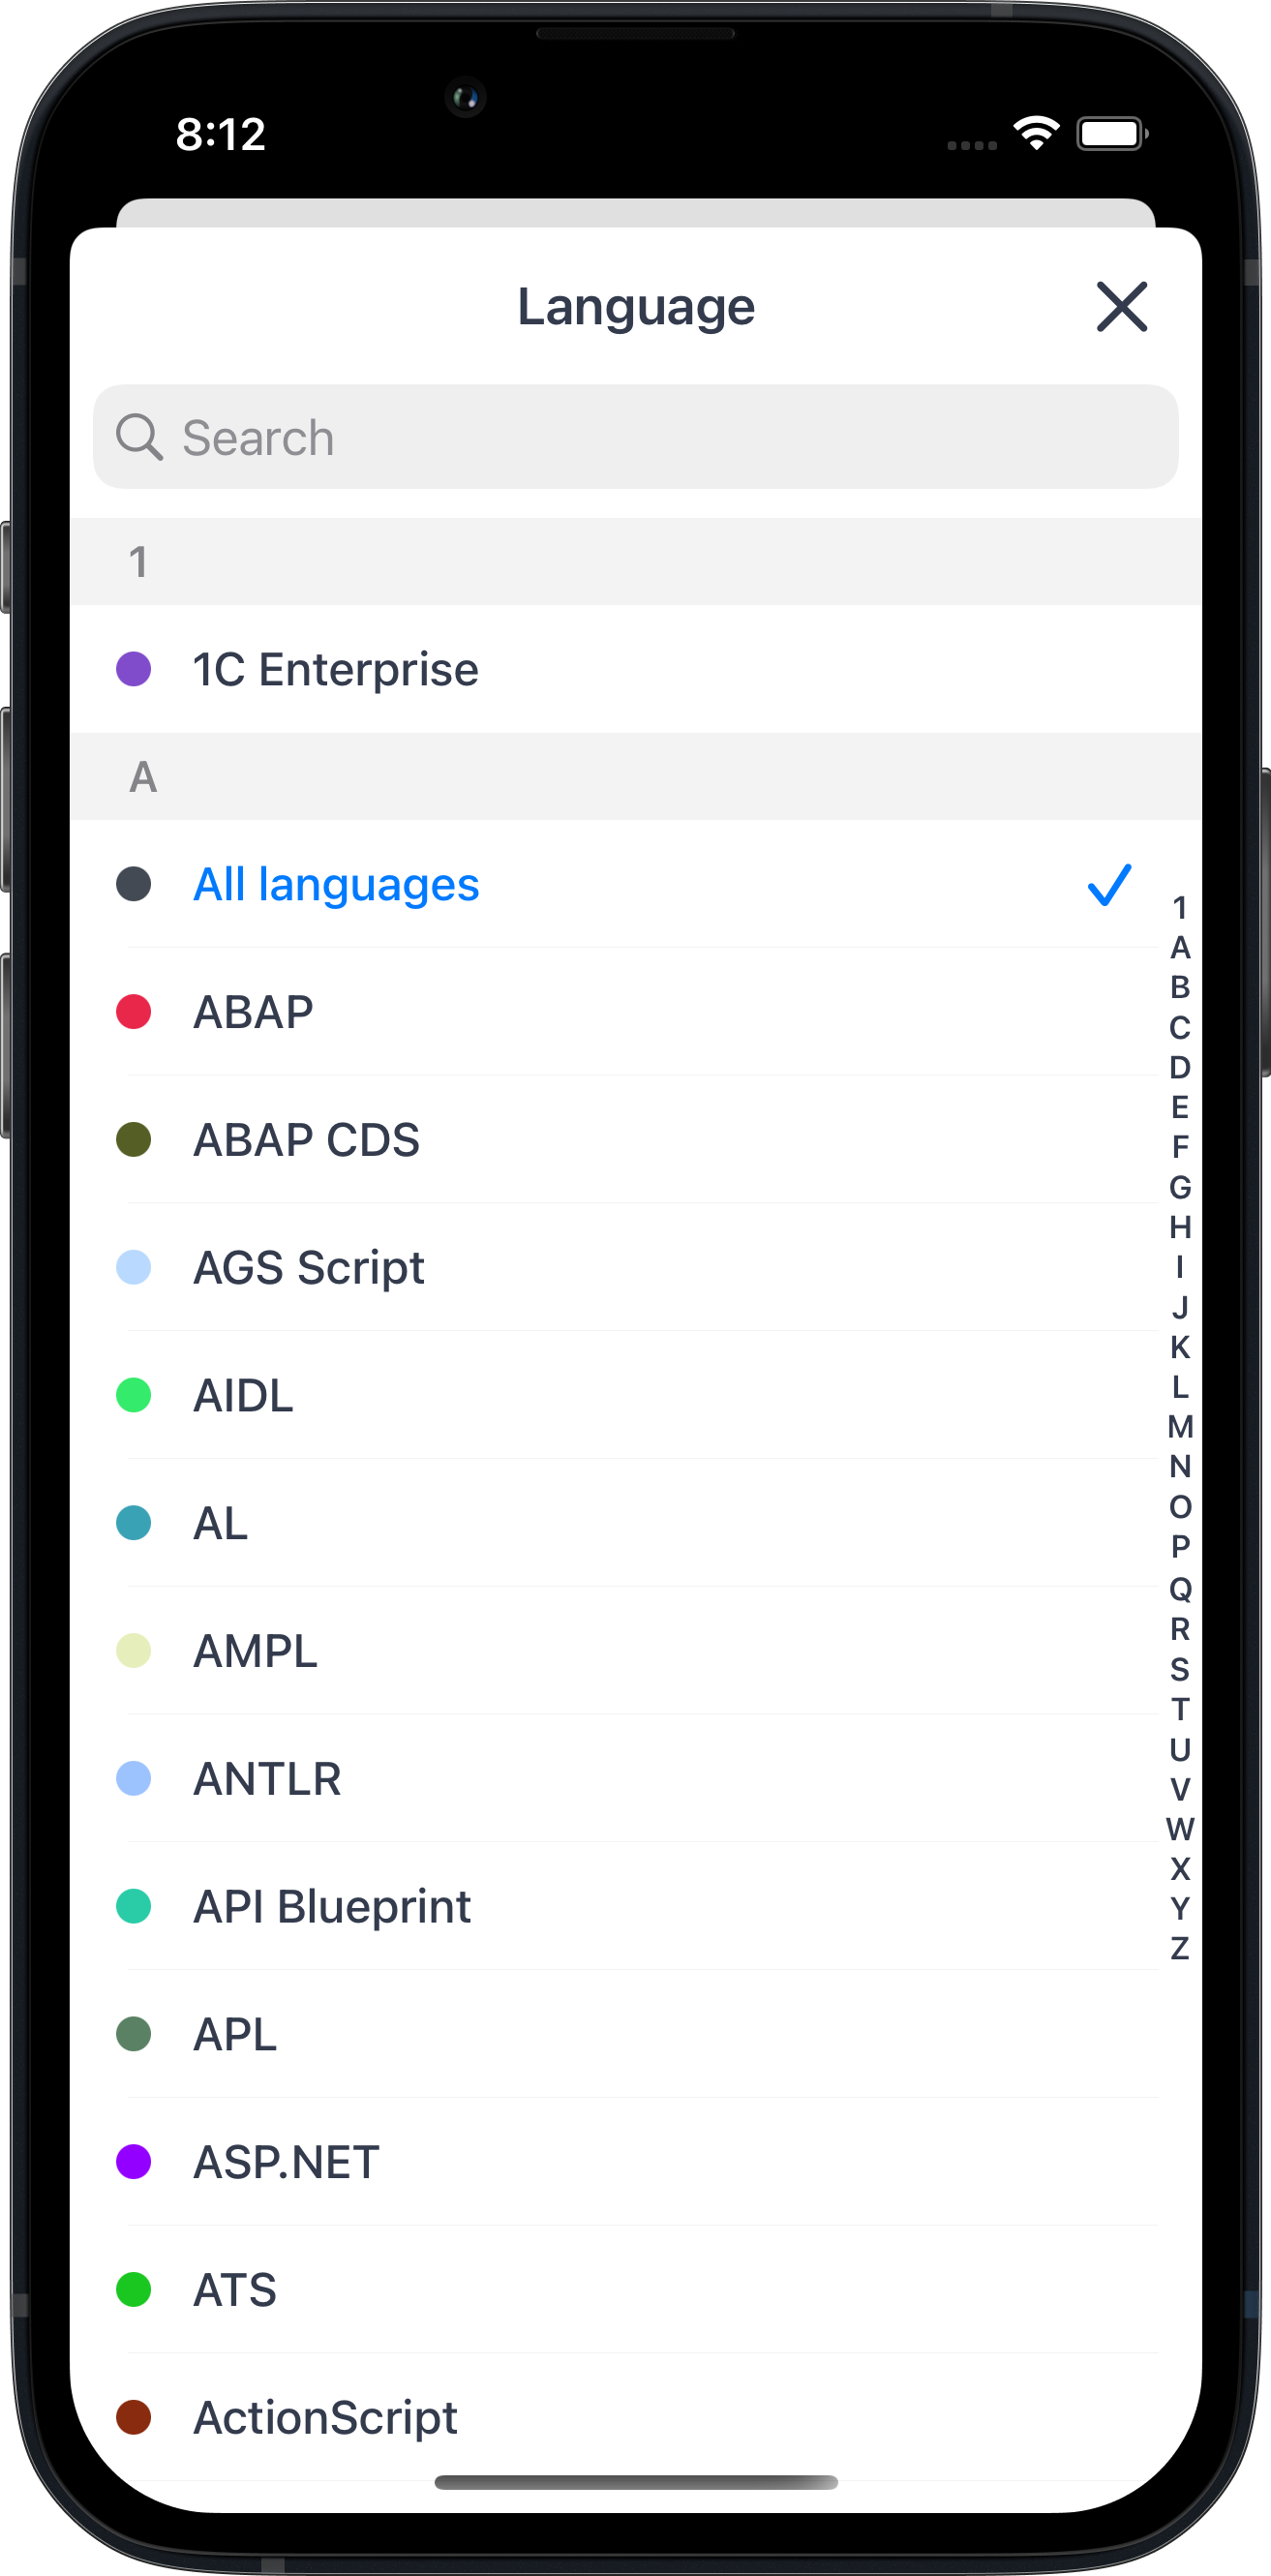 8:12
Language
Search
1
1C Enterprise
A
All languages
ABAP
ABAP CDS
AGS Script
AIDL
AL
AMPL
ANTLR
API Blueprint
APL
ASP.NET
ATS
ActionScript
1
A
B
C
D
E
F
G
H
I
J
K
L
M
N
O
P
Q
R
S
T
U
V
W
X
Y
Z